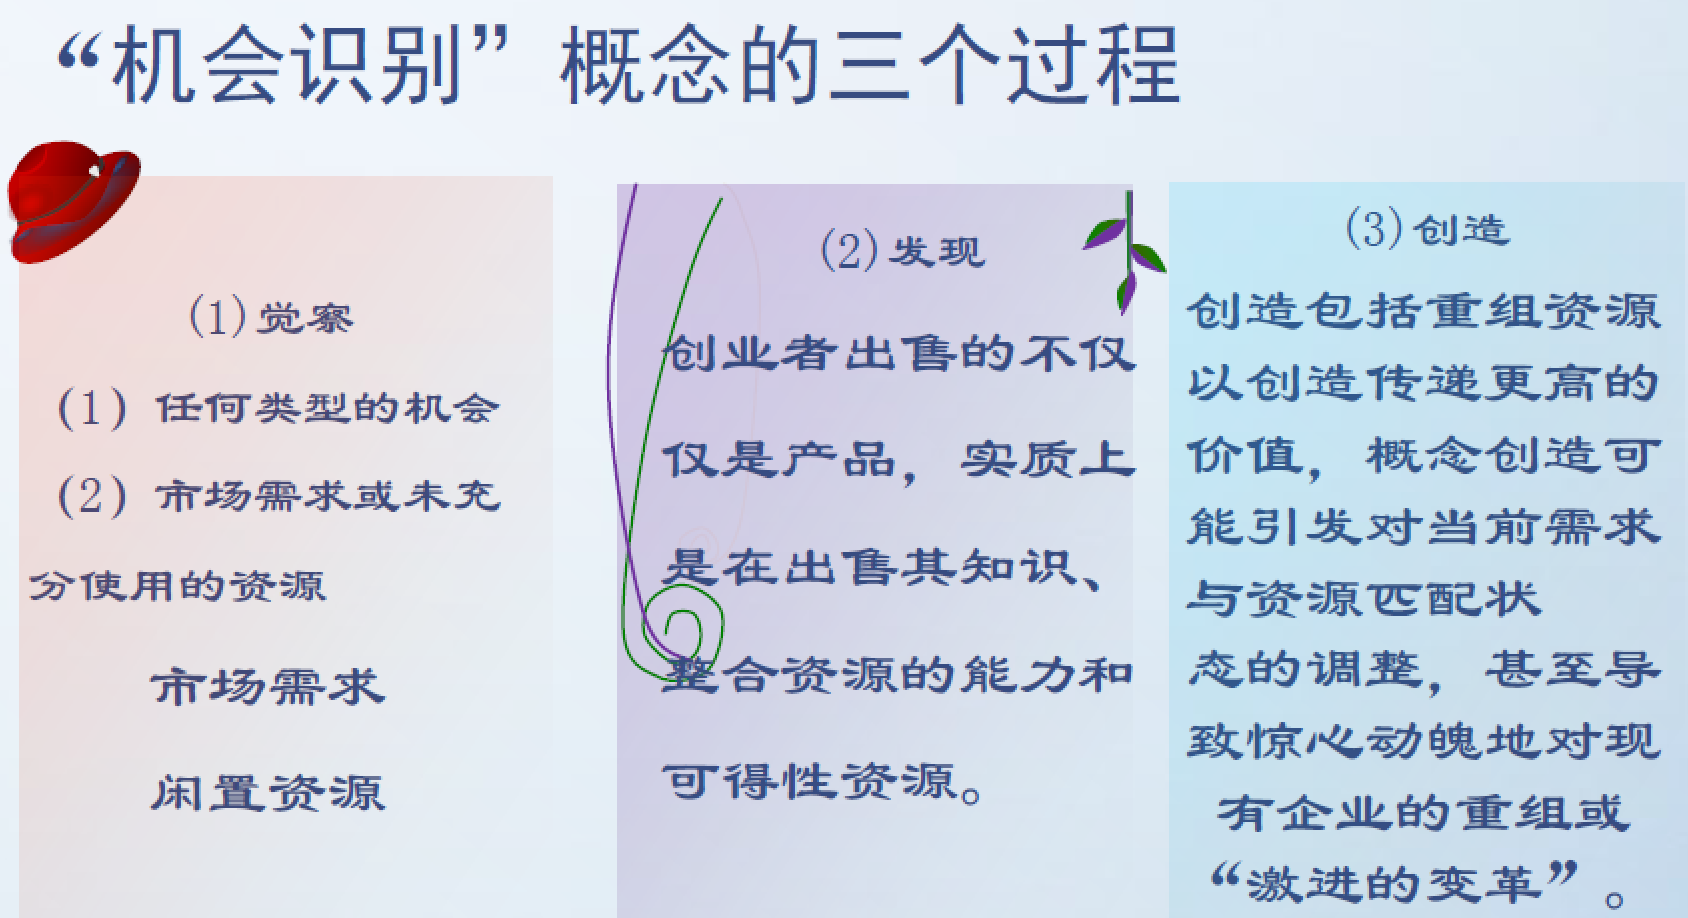 “机会识别”概念的三个过程
(1)觉察
(1) 任何类型的机会
(2) 市场需求或未充
分使用的资源
市场需求
闲置资源
(2)发现
创业者出售的不仅
仅是产品，实质上
是在出售其知识、
整合资源的能力和
可得性资源。
(3)创造
创造包括重组资源
以创造传递更高的
价值，概念创造可
能引发对当前需求
与资源匹配状
态的调整，甚至导
致惊心动魄地对现
有企业的重组或
“激进的变革”。